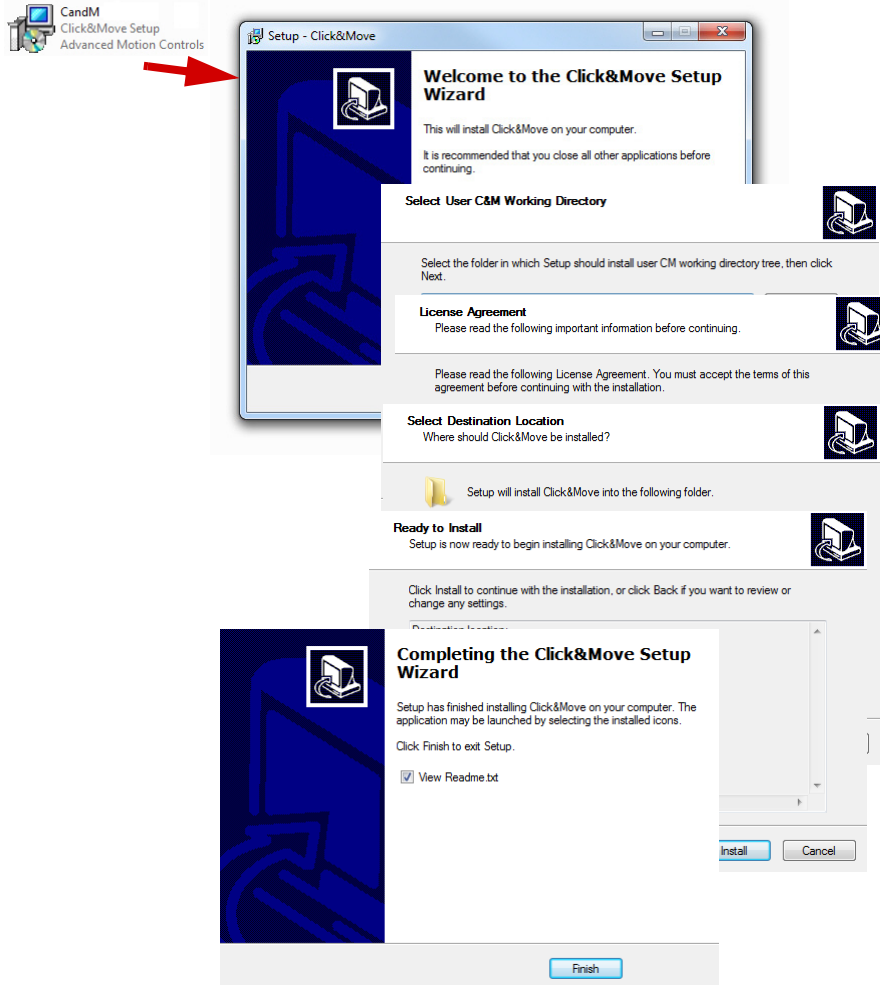 CandM
Click&Move Setup
Advanced Motion Controls
Setup - Click&Move
Welcome to the Click&Move Setup
Wizard
This will install Click&Move on your computer.
It is recommended that you close all other applications before
continuing.
Select User C&M Working Directory
Select the folder in which Setup should install user CM working directory tree, then click
Next.
License Agreement
Please read the following important information before continuing.
Please read the following License Agreement. You must accept the terms of this
agreement before continuing with the installation.
Select Destination Location
Where should Click&Move be installed?
Setup will install Click&Move into the following folder.
Ready to Install
Setup is now ready to begin installing Click&Move on your computer.
Click Install to continue with the installation, or click Back if you want to review or
change any settings.
Destination location:
Completing the Click&Move Setup
Wizard
Setup has finished installing Click&Move on your computer. The
application may be launched by selecting the installed icons.
Click Finish to exit Setup.
View Readme.txt
Install
Cancel
Finish